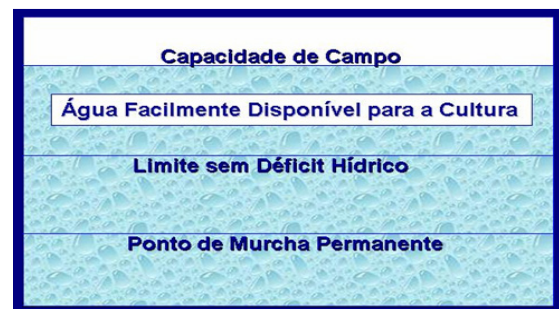 Capacidade de Campo
Água Facilmente Disponível para a Cultura
Limite sem Déficit Hídrico
Ponto de Murcha Permanente